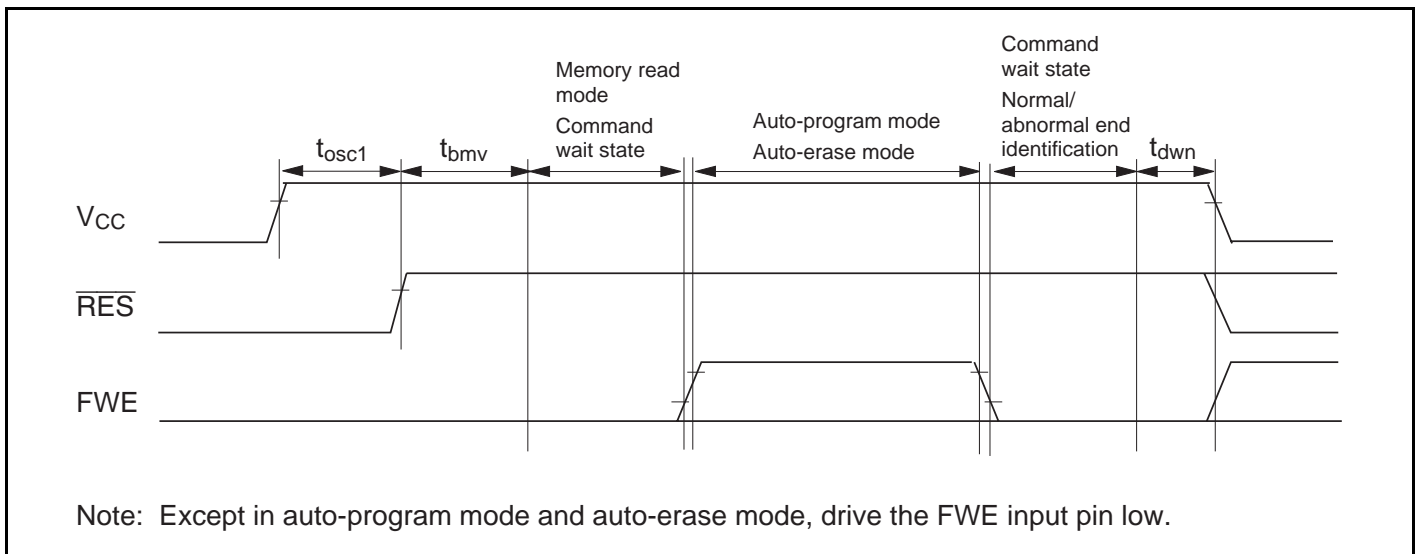 Memory read
mode
Command
wait state
Auto-program mode
Auto-erase mode
Command
wait state
Normal/
abnormal end
identification
tosc1
tbmv
tdwn
VCC
RES
FWE
Note: Except in auto-program mode and auto-erase mode, drive the FWE input pin low.